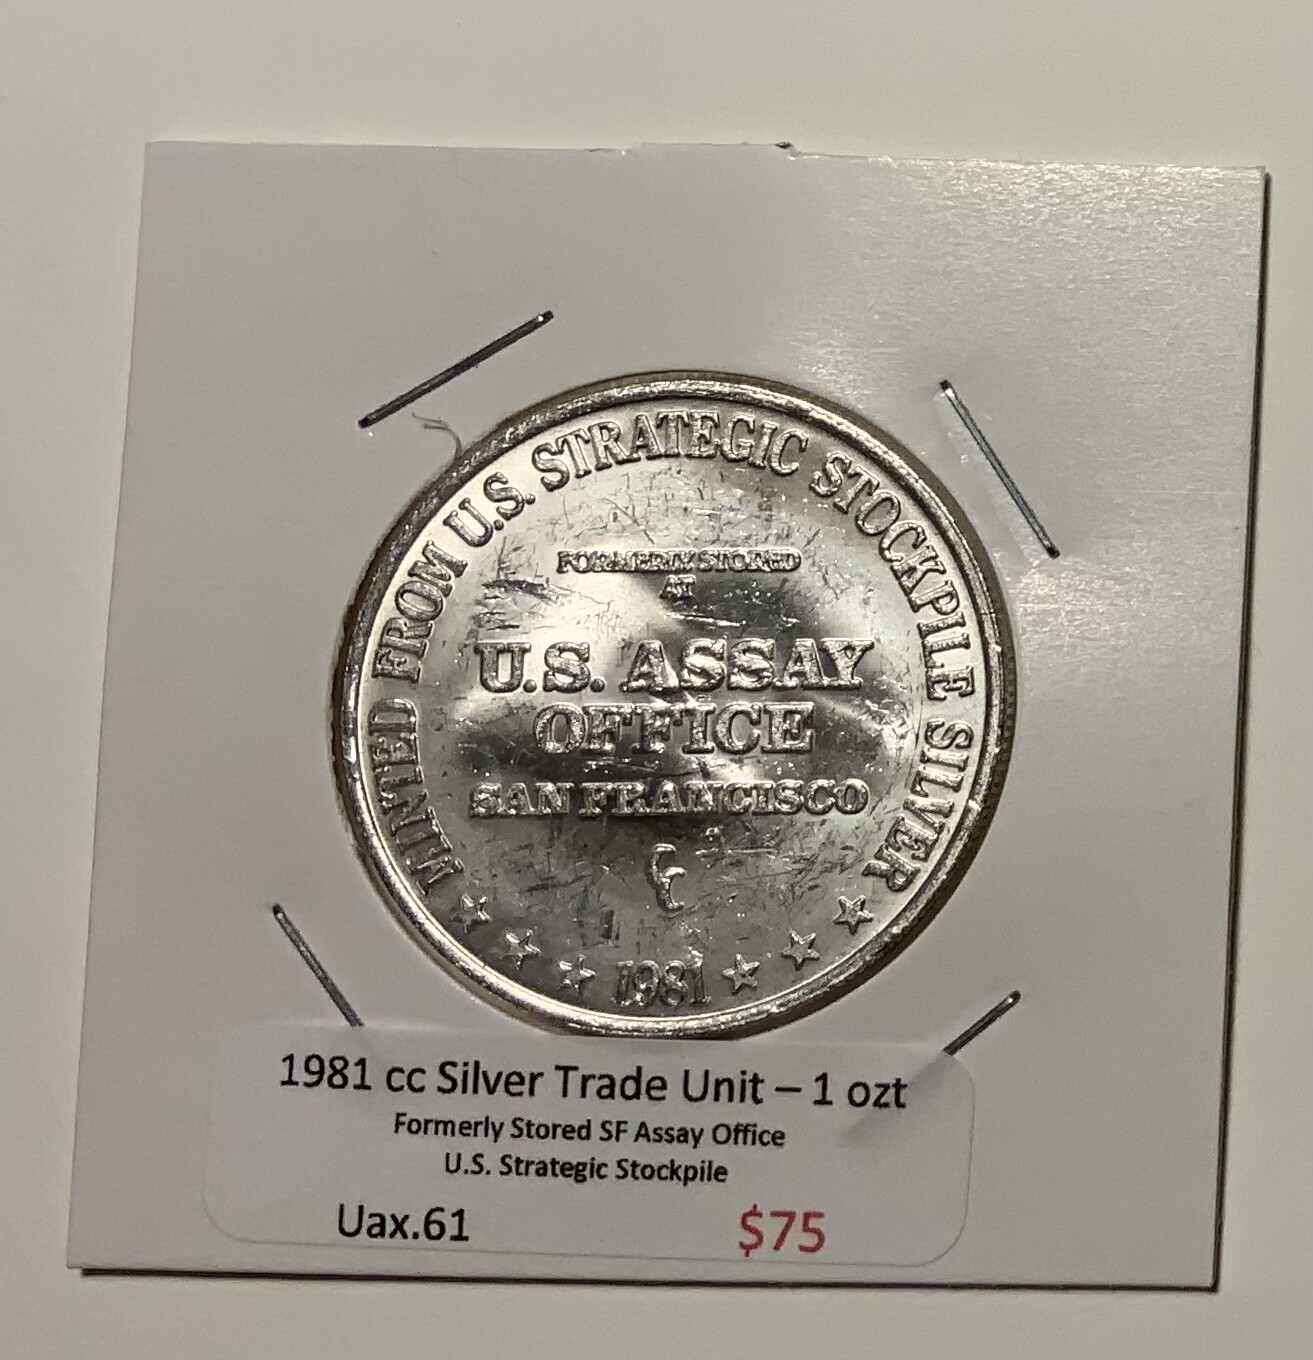 MINTED FROM U.S. STRATEGIC STOCKPILE SILVER
FORMERLY STORED
AT
U.S. ASSAY
OFFICE
SAN FRANCISCO
CC
1981
1981 cc Silver Trade Unit – 1 ozt
Formerly Stored SF Assay Office
U.S. Strategic Stockpile
Uax.61 $75